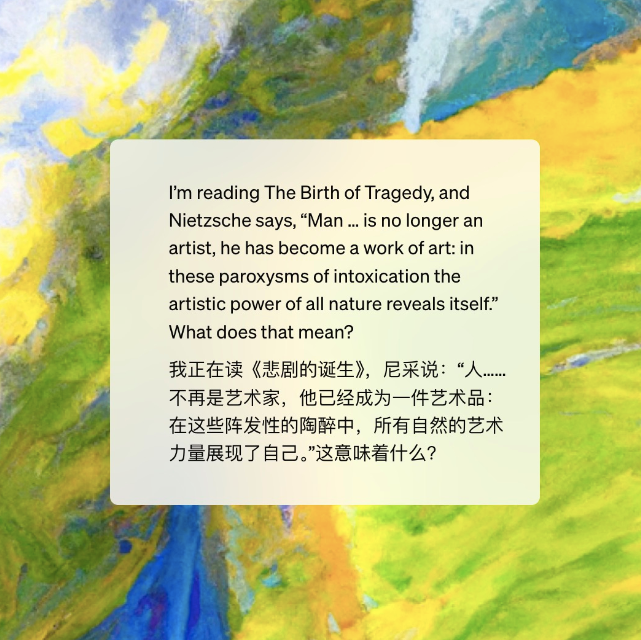 I’m reading The Birth of Tragedy, and
Nietzsche says, “Man ... is no longer an
artist, he has become a work of art: in
these paroxysms of intoxication the
artistic power of all nature reveals itself.”
What does that mean?
我正在读《悲剧的诞生》，尼采说：“人……
不再是艺术家，他已经成为一件艺术品：
在这些阵发性的陶醉中，所有自然的艺术
力量展现了自己。”这意味着什么？